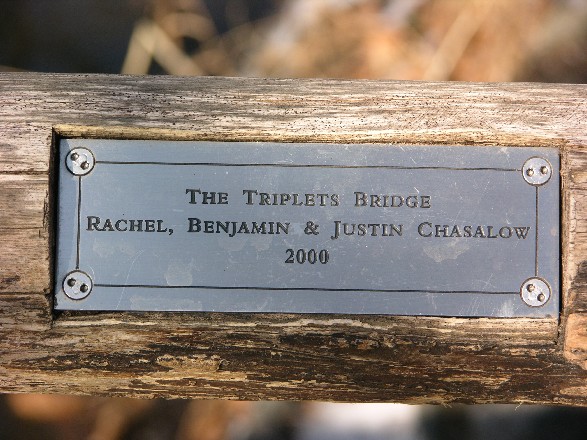 The Triplets Bridge
Rachel, Benjamin & Justin Chasalow
2000